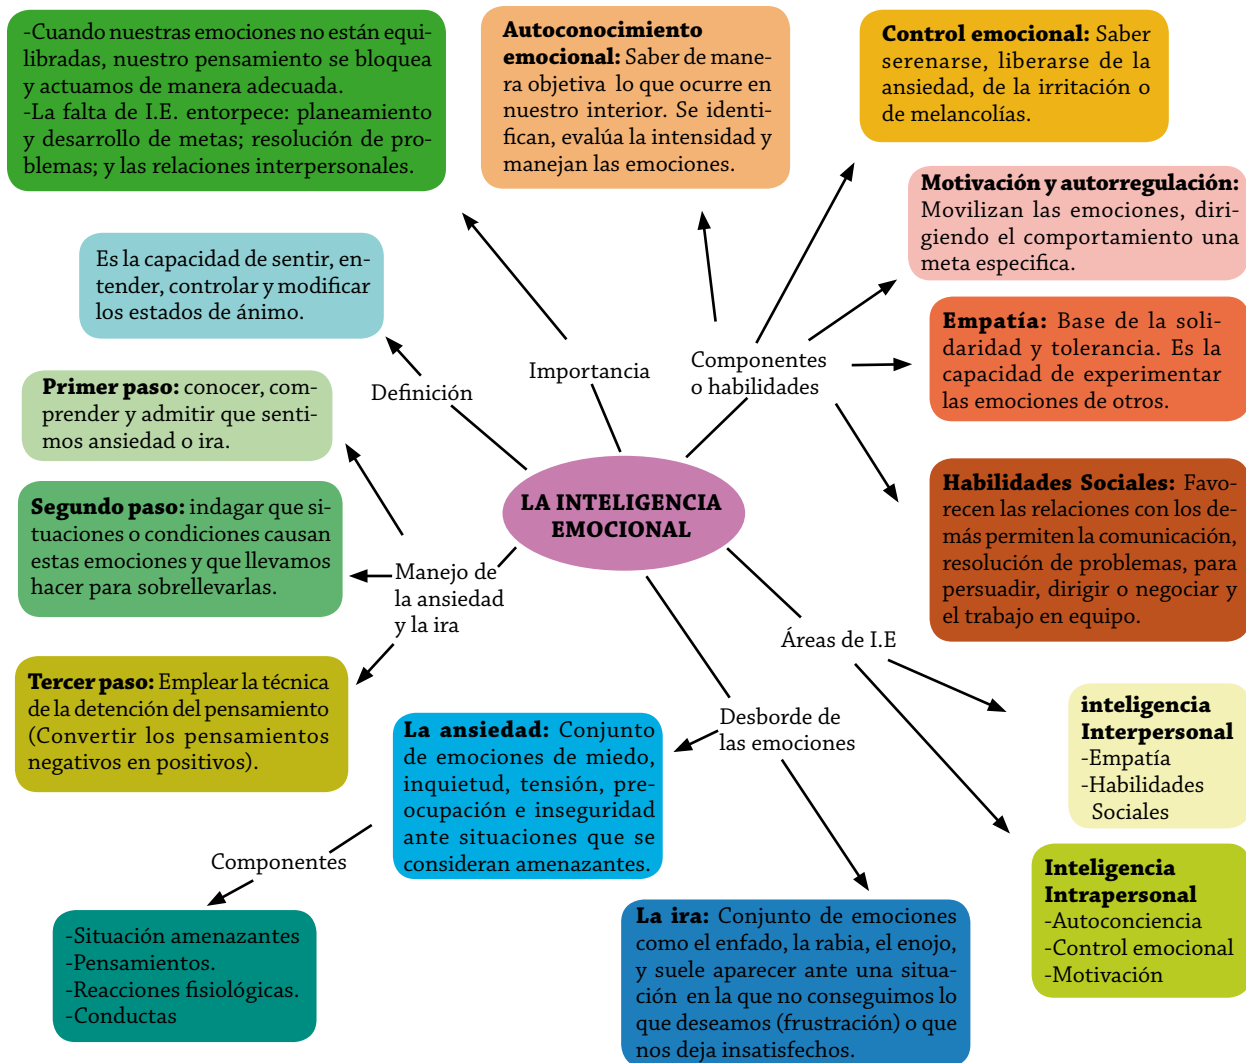 -Cuando nuestras emociones no están equi-
libradas, nuestro pensamiento se bloquea
y actuamos de manera adecuada.
-La falta de I.E. entorpece: planeamiento
y desarrollo de metas; resolución de pro-
blemas; y las relaciones interpersonales.
Autoconocimiento
emocional: Saber de mane-
ra objetiva lo que ocurre en
nuestro interior. Se identi-
fican, evalúa la intensidad y
manejan las emociones.
Control emocional: Saber
serenarse, liberarse de la
ansiedad, de la irritación o
de melancolías.
Motivación y autorregulación:
Movilizan las emociones, diri-
giendo el comportamiento una
meta especifica.
Es la capacidad de sentir, en-
tender, controlar y modificar
los estados de ánimo.
Empatía: Base de la soli-
daridad y tolerancia. Es la
capacidad de experimentar
las emociones de otros.
Importancia
Componentes
o habilidades
Definición
Primer paso: conocer, com-
prender y admitir que senti-
mos ansiedad o ira.
LA INTELIGENCIA
EMOCIONAL
Habilidades Sociales: Favo-
recen las relaciones con los de-
más permiten la comunicación,
resolución de problemas, para
persuadir, dirigir o negociar y
el trabajo en equipo.
Segundo paso: indagar que si-
tuaciones o condiciones causan
estas emociones y que llevamos
hacer para sobrellevarlas.
Manejo de
la ansiedad
y la ira
Áreas de I.E
Tercer paso: Emplear la técnica
de la detención del pensamiento
(Convertir los pensamientos
negativos en positivos).
Desborde de
las emociones
La ansiedad: Conjunto
de emociones de miedo,
inquietud, tensión, pre-
ocupación e inseguridad
ante situaciones que se
consideran amenazantes.
inteligencia
Interpersonal
-Empatía
-Habilidades
Sociales
Componentes
Inteligencia
Intrapersonal
-Autoconciencia
-Control emocional
-Motivación
-Situación amenazantes
-Pensamientos.
-Reacciones fisiológicas.
-Conductas
La ira: Conjunto de emociones
como el enfado, la rabia, el enojo,
y suele aparecer ante una situa-
ción en la que no conseguimos lo
que deseamos (frustración) o que
nos deja insatisfechos.